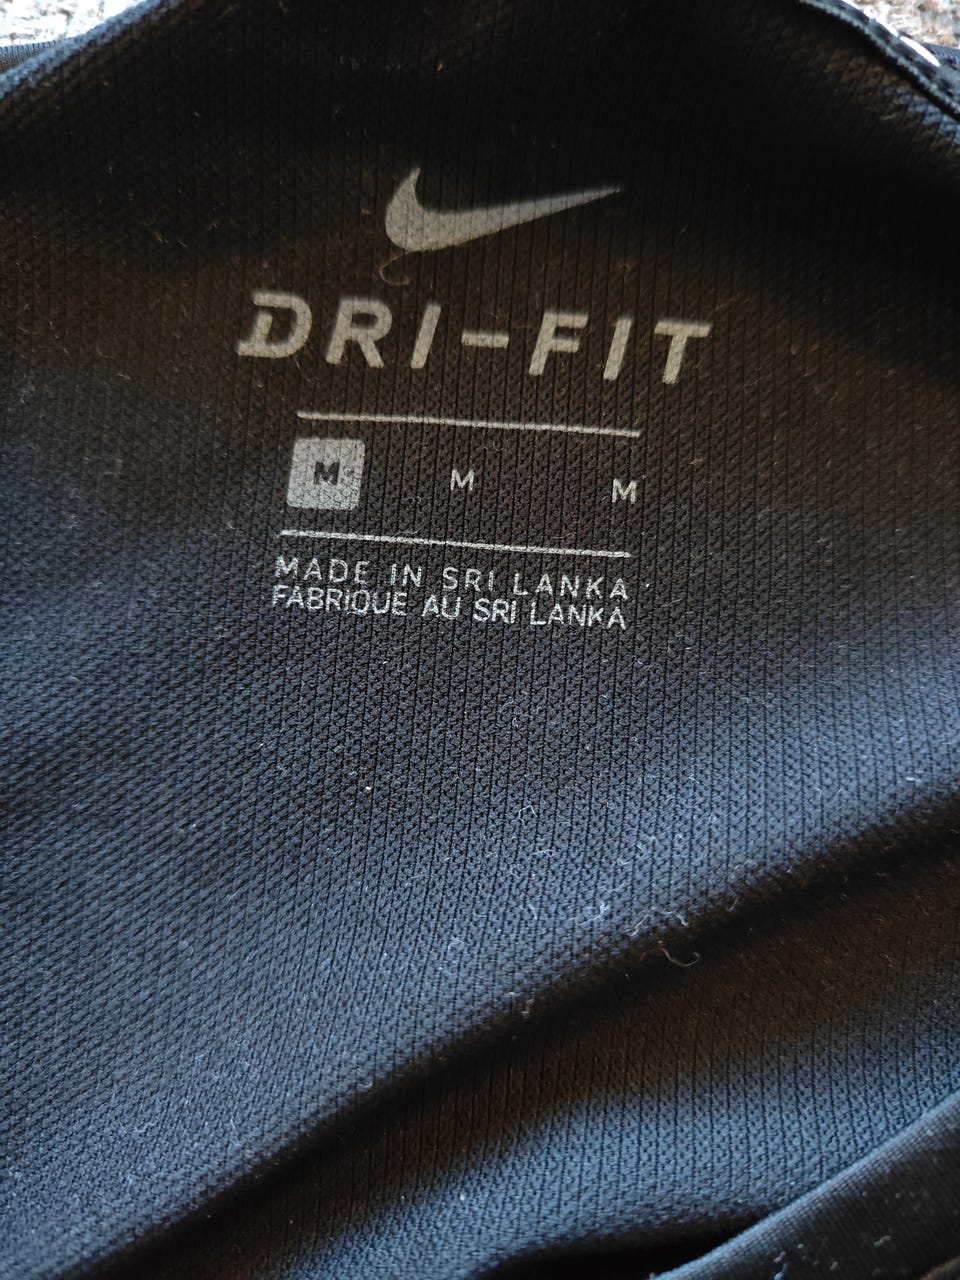 DRI-FIT
M M M
MADE IN SRI LANKA
FABRIQUE AU SRI LANKA